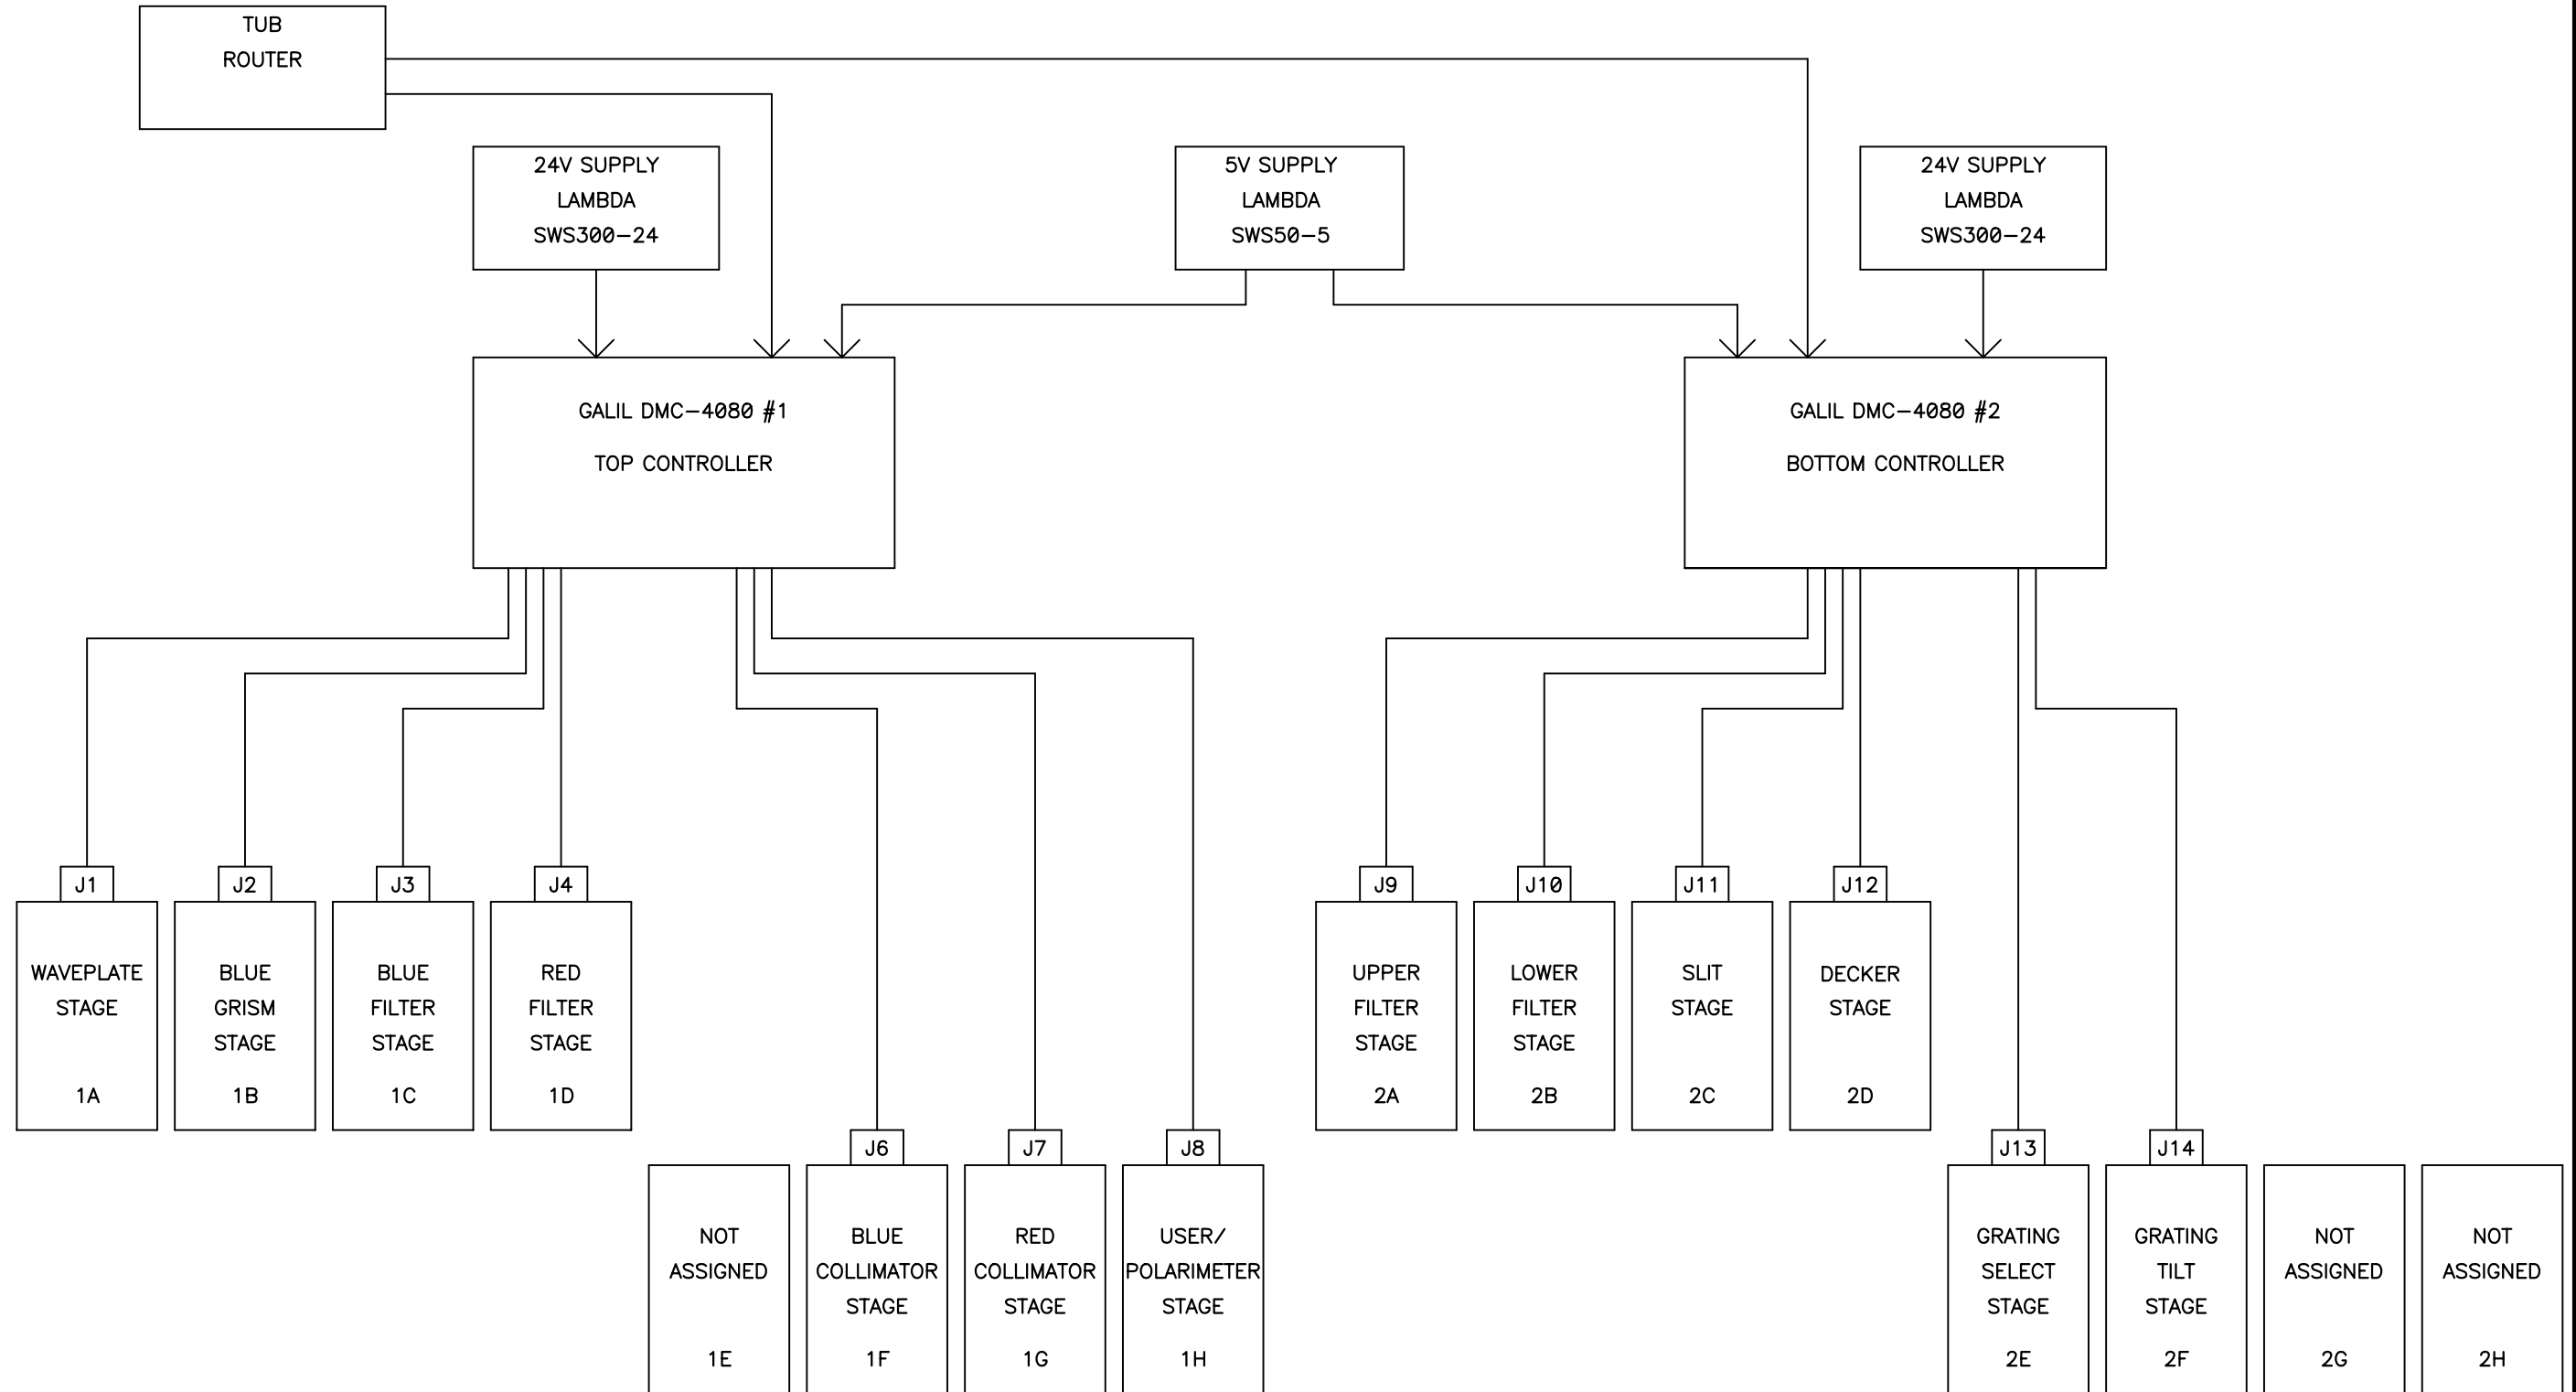 TUB
ROUTER
24V SUPPLY
LAMBDA
SWS300-24
5V SUPPLY
LAMBDA
SWS50-5
24V SUPPLY
LAMBDA
SWS300-24
GALIL DMC-4080 #1
TOP CONTROLLER
GALIL DMC-4080 #2
BOTTOM CONTROLLER
J1
WAVEPLATE
STAGE
1A
J2
BLUE
GRISM
STAGE
1B
J3
BLUE
FILTER
STAGE
1C
J4
RED
FILTER
STAGE
1D
NOT
ASSIGNED
1E
J6
BLUE
COLLIMATOR
STAGE
1F
J7
RED
COLLIMATOR
STAGE
1G
J8
USER/
POLARIMETER
STAGE
1H
J9
UPPER
FILTER
STAGE
2A
J10
LOWER
FILTER
STAGE
2B
J11
SLIT
STAGE
2C
J12
DECKER
STAGE
2D
J13
GRATING
SELECT
STAGE
2E
J14
GRATING
TILT
STAGE
2F
NOT
ASSIGNED
2G
NOT
ASSIGNED
2H